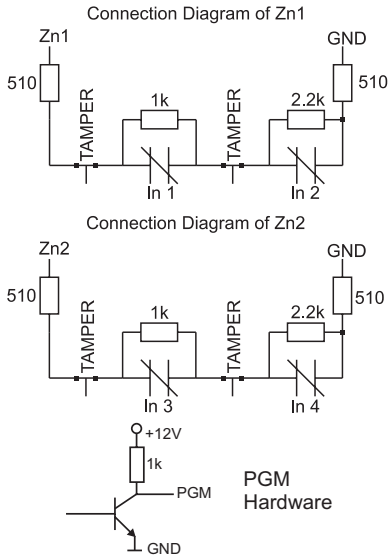 Connection Diagram of Zn1
Zn1
GND
510
TAMPER
1k
TAMPER
2.2k
510
In 1
In 2
Connection Diagram of Zn2
Zn2
GND
510
TAMPER
1k
TAMPER
2.2k
510
In 3
In 4
+12V
1k
PGM
GND
PGM
Hardware